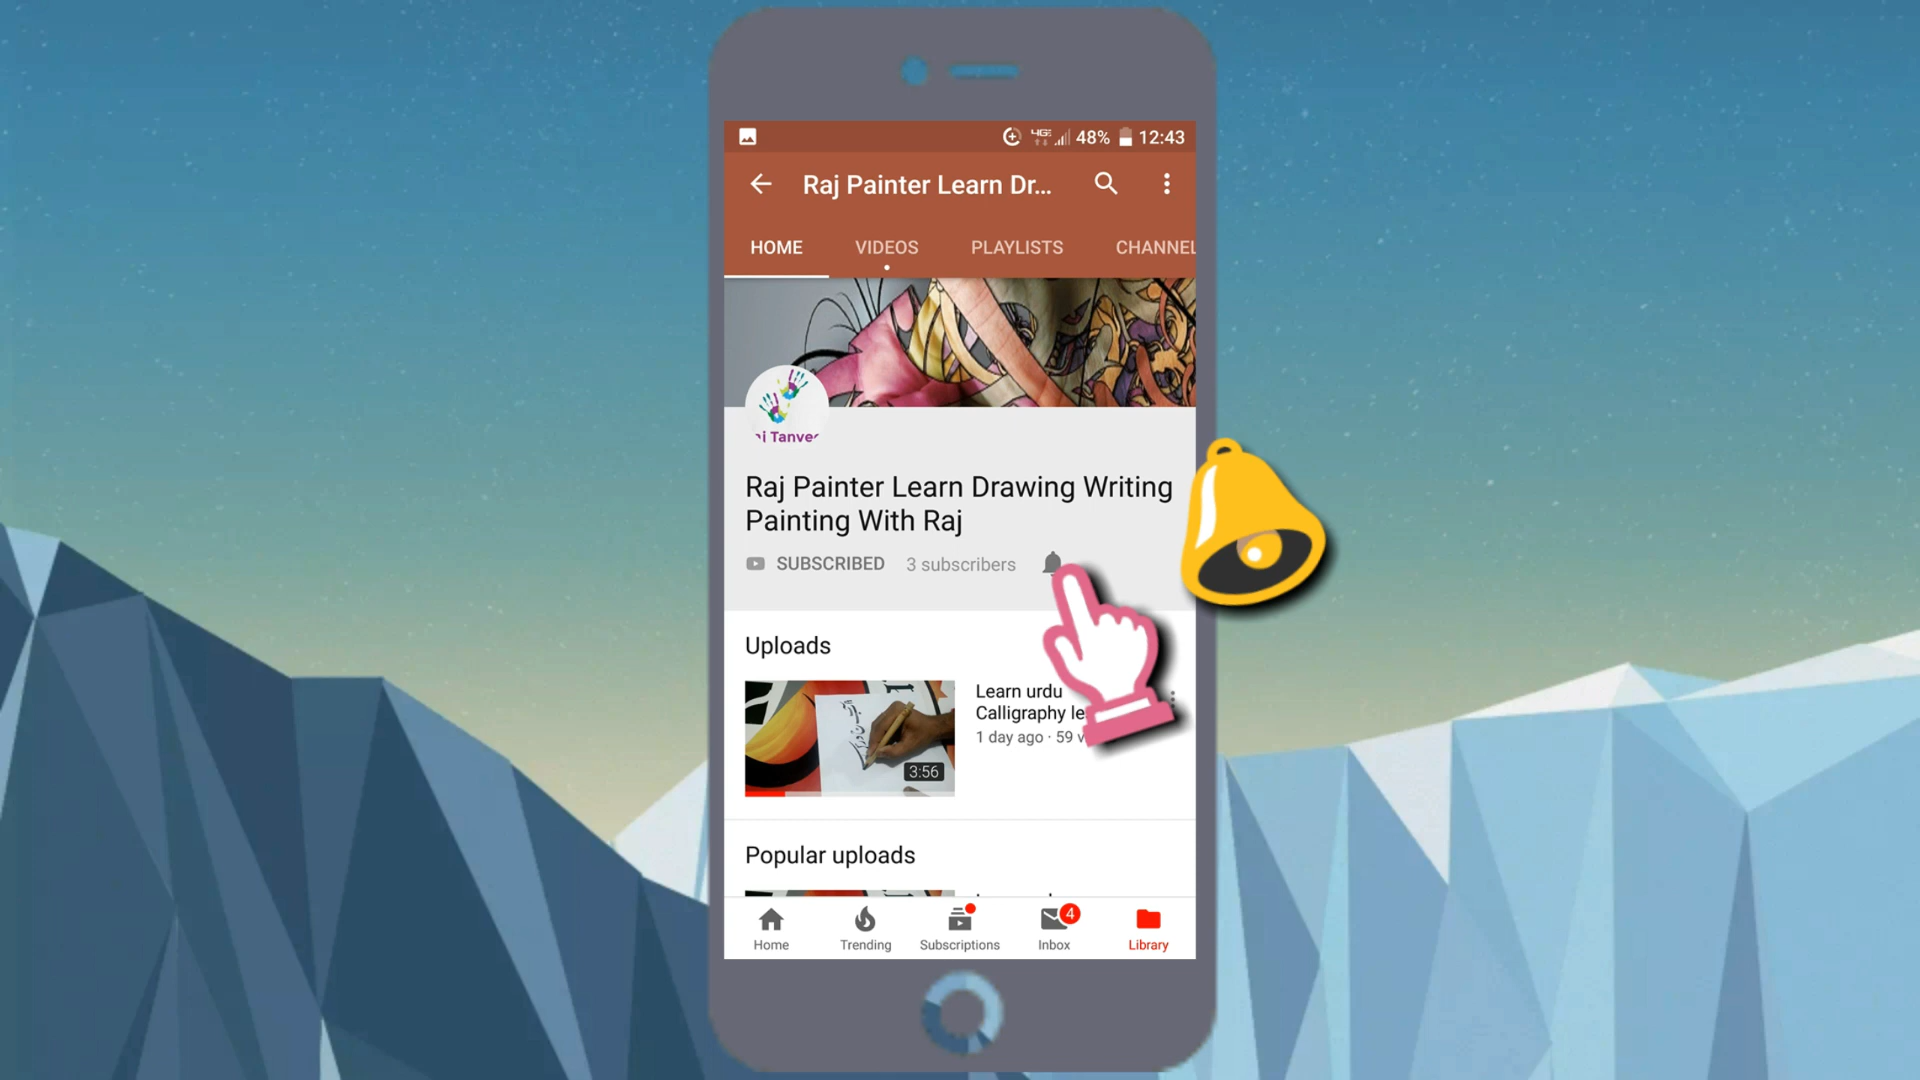 4GE 48% 12:43
Raj Painter Learn Dr...
HOME VIDEOS PLAYLISTS CHANNEL
Raj Painter Learn Drawing Writing
Painting With Raj
SUBSCRIBED 3 subscribers
Uploads
Learn urdu
Calligraphy
1 day ago · 59
3:56
Popular uploads
4
Home Trending Subscriptions Inbox Library